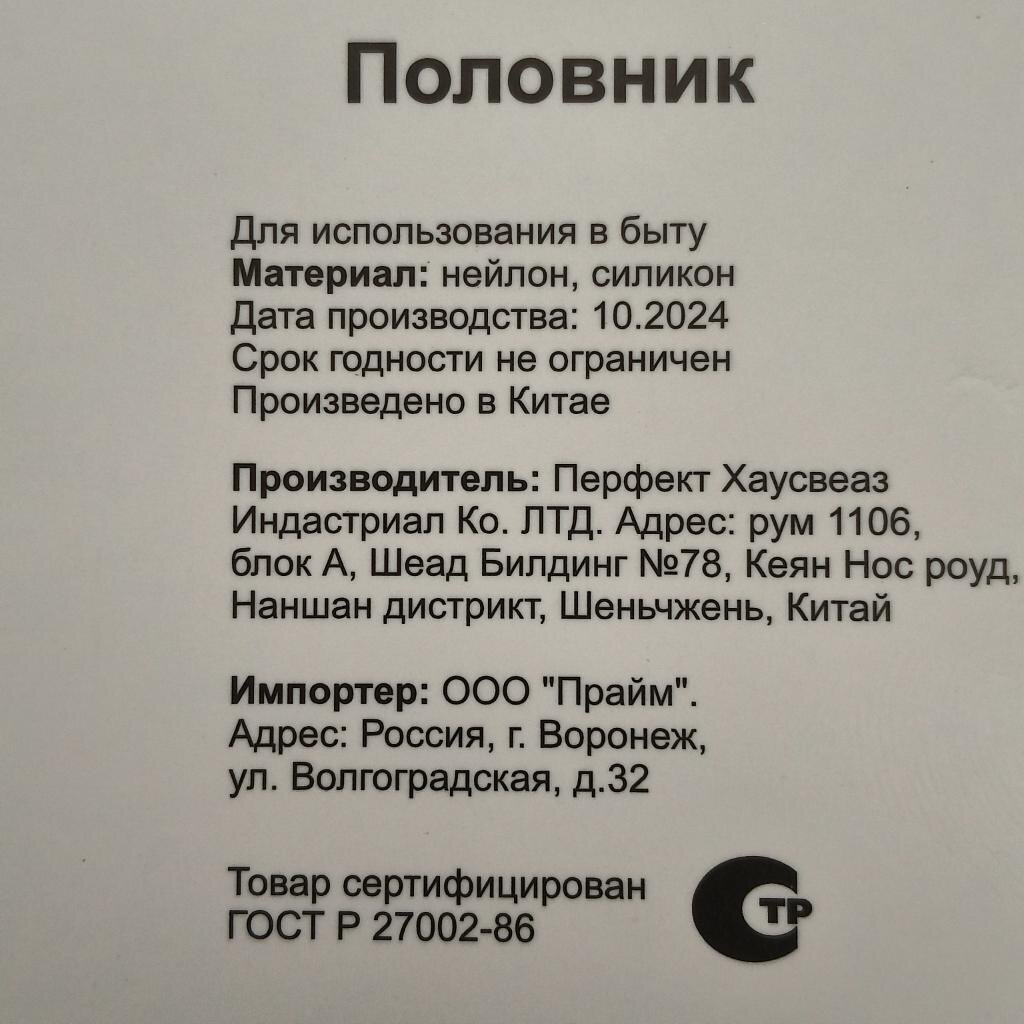 Половник
Для использования в быту
Материал: нейлон, силикон
Дата производства: 10.2024
Срок годности не ограничен
Произведено в Китае
Производитель: Перфект Хаусвеаз
Индастриал Ко. ЛТД. Адрес: рум 1106,
блок А, Шеад Билдинг №78, Кеян Нос роуд,
Наншан дистрикт, Шеньчжень, Китай
Импортер: ООО "Прайм".
Адрес: Россия, г. Воронеж,
ул. Волгоградская, д.32
Товар сертифицирован
ГОСТ Р 27002-86
СТР